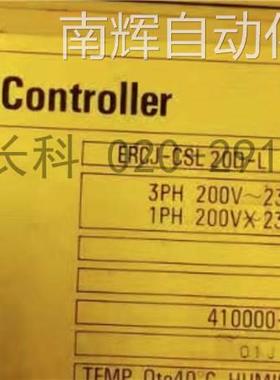 南辉自动化
Controller
长科 020 291
ERCJ-CSL 20D-L
3PH 200V~23
1PH 200V 23
410000-
01J
TEMP. 0to40°C HUMI